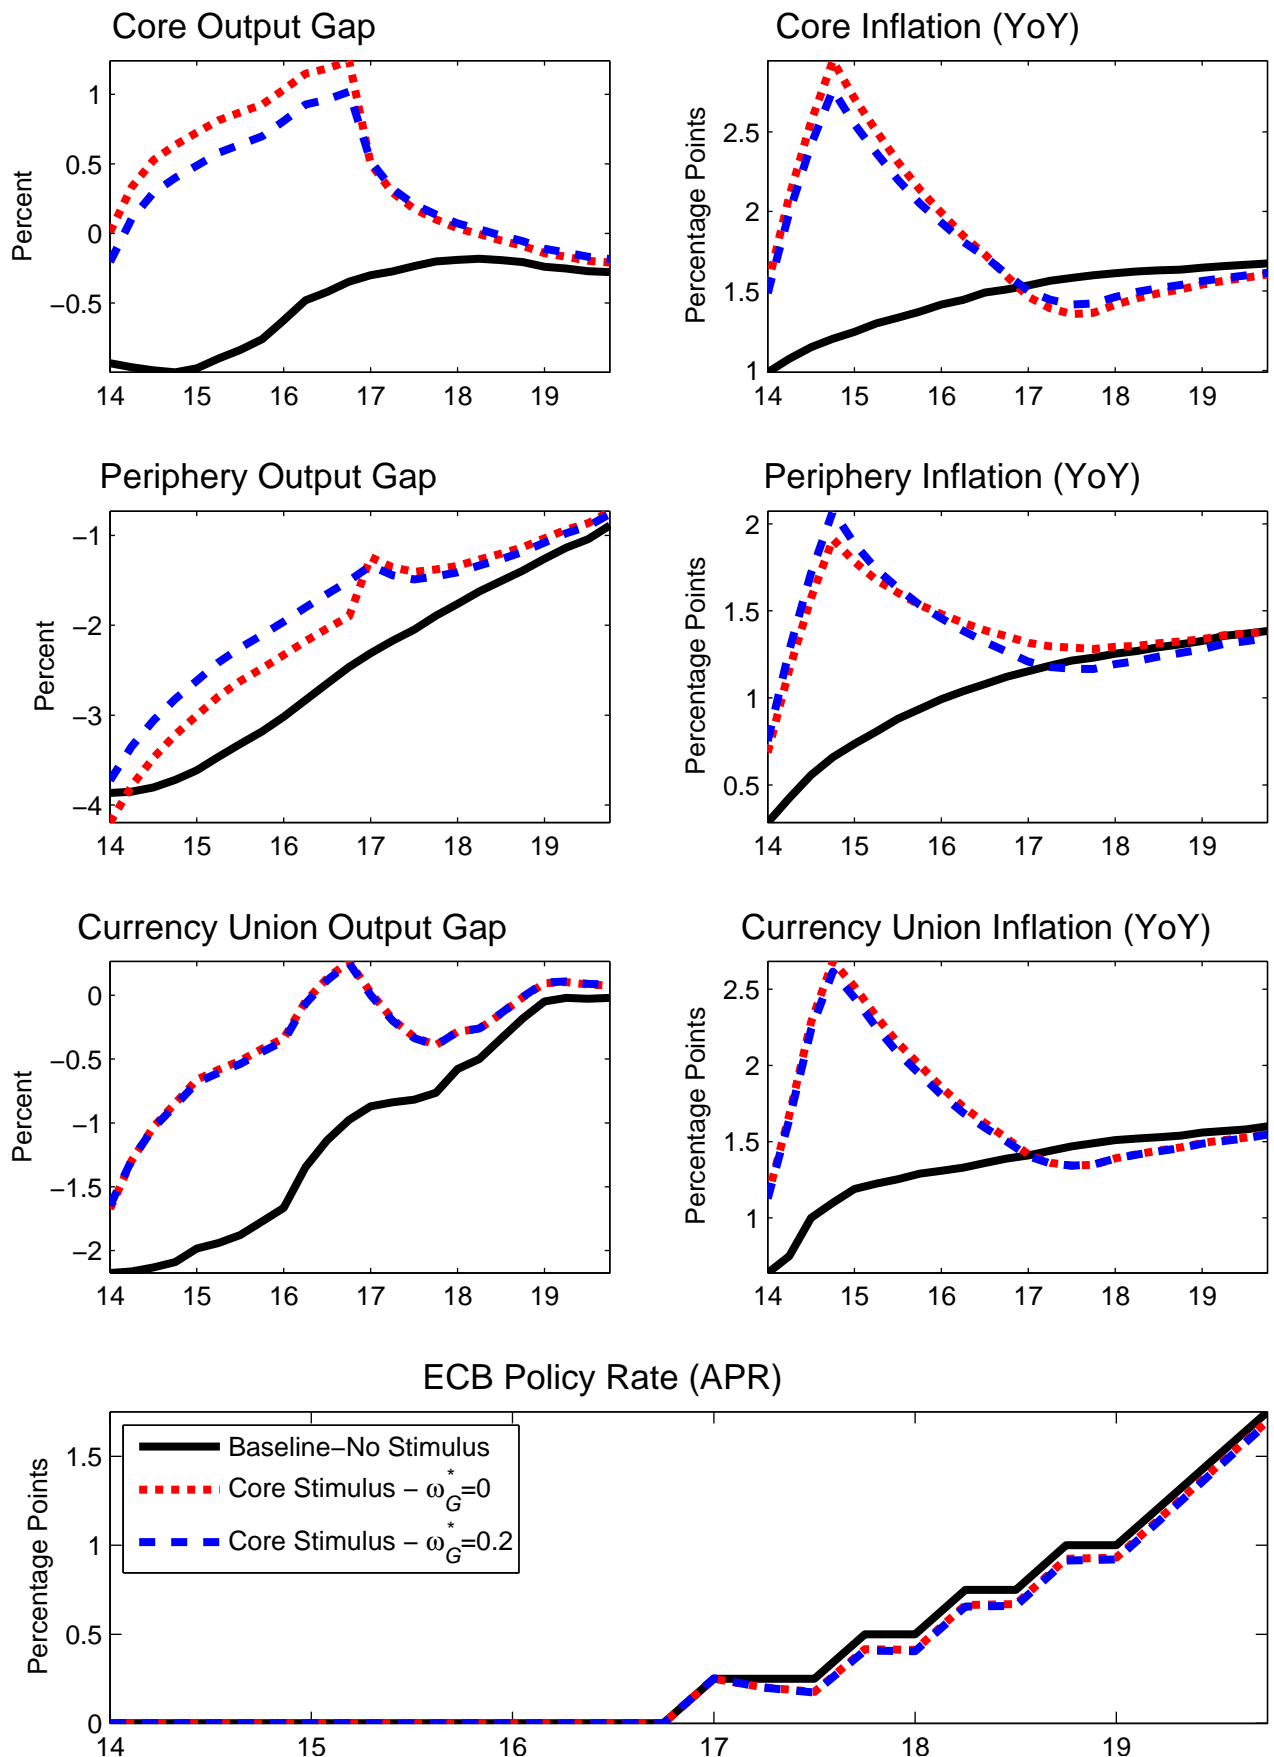 Core Output Gap
Percent
1
0.5
0
−0.5
14 15 16 17 18 19
Core Inflation (YoY)
Percentage Points
2.5
2
1.5
1
14 15 16 17 18 19
Periphery Output Gap
Percent
−1
−2
−3
−4
14 15 16 17 18 19
Periphery Inflation (YoY)
Percentage Points
2
1.5
1
0.5
14 15 16 17 18 19
Currency Union Output Gap
Percent
0
−0.5
−1
−1.5
−2
14 15 16 17 18 19
Currency Union Inflation (YoY)
Percentage Points
2.5
2
1.5
1
14 15 16 17 18 19
ECB Policy Rate (APR)
Percentage Points
1.5
1
0.5
0
14 15 16 17 18 19
Baseline−No Stimulus
Core Stimulus − ω*G=0
Core Stimulus − ω*G=0.2